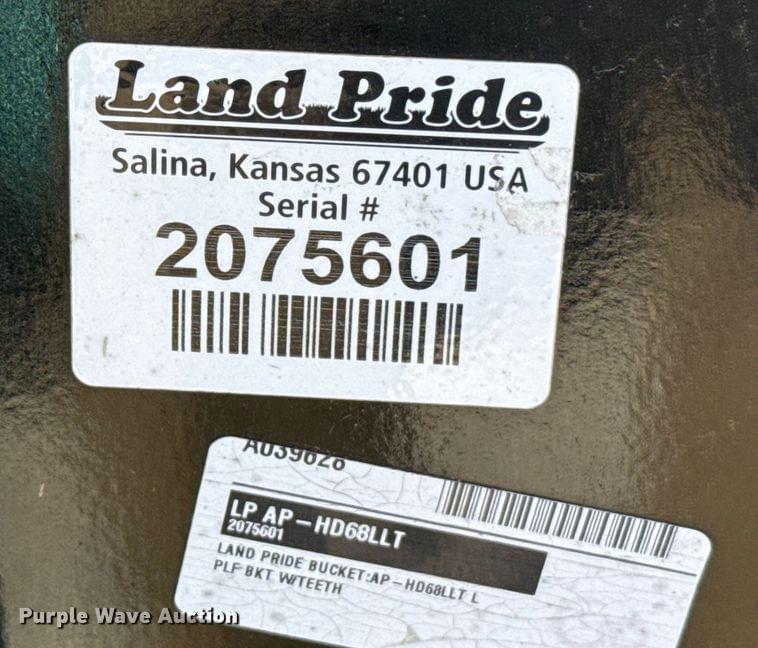 Land Pride
Salina, Kansas 67401 USA
Serial #
2075601
A039628
LP AP-HD68LLT
2075601
LAND PRIDE BUCKET:AP-HD68LLT L
PLF BKT W/TEETH
Purple Wave Auction